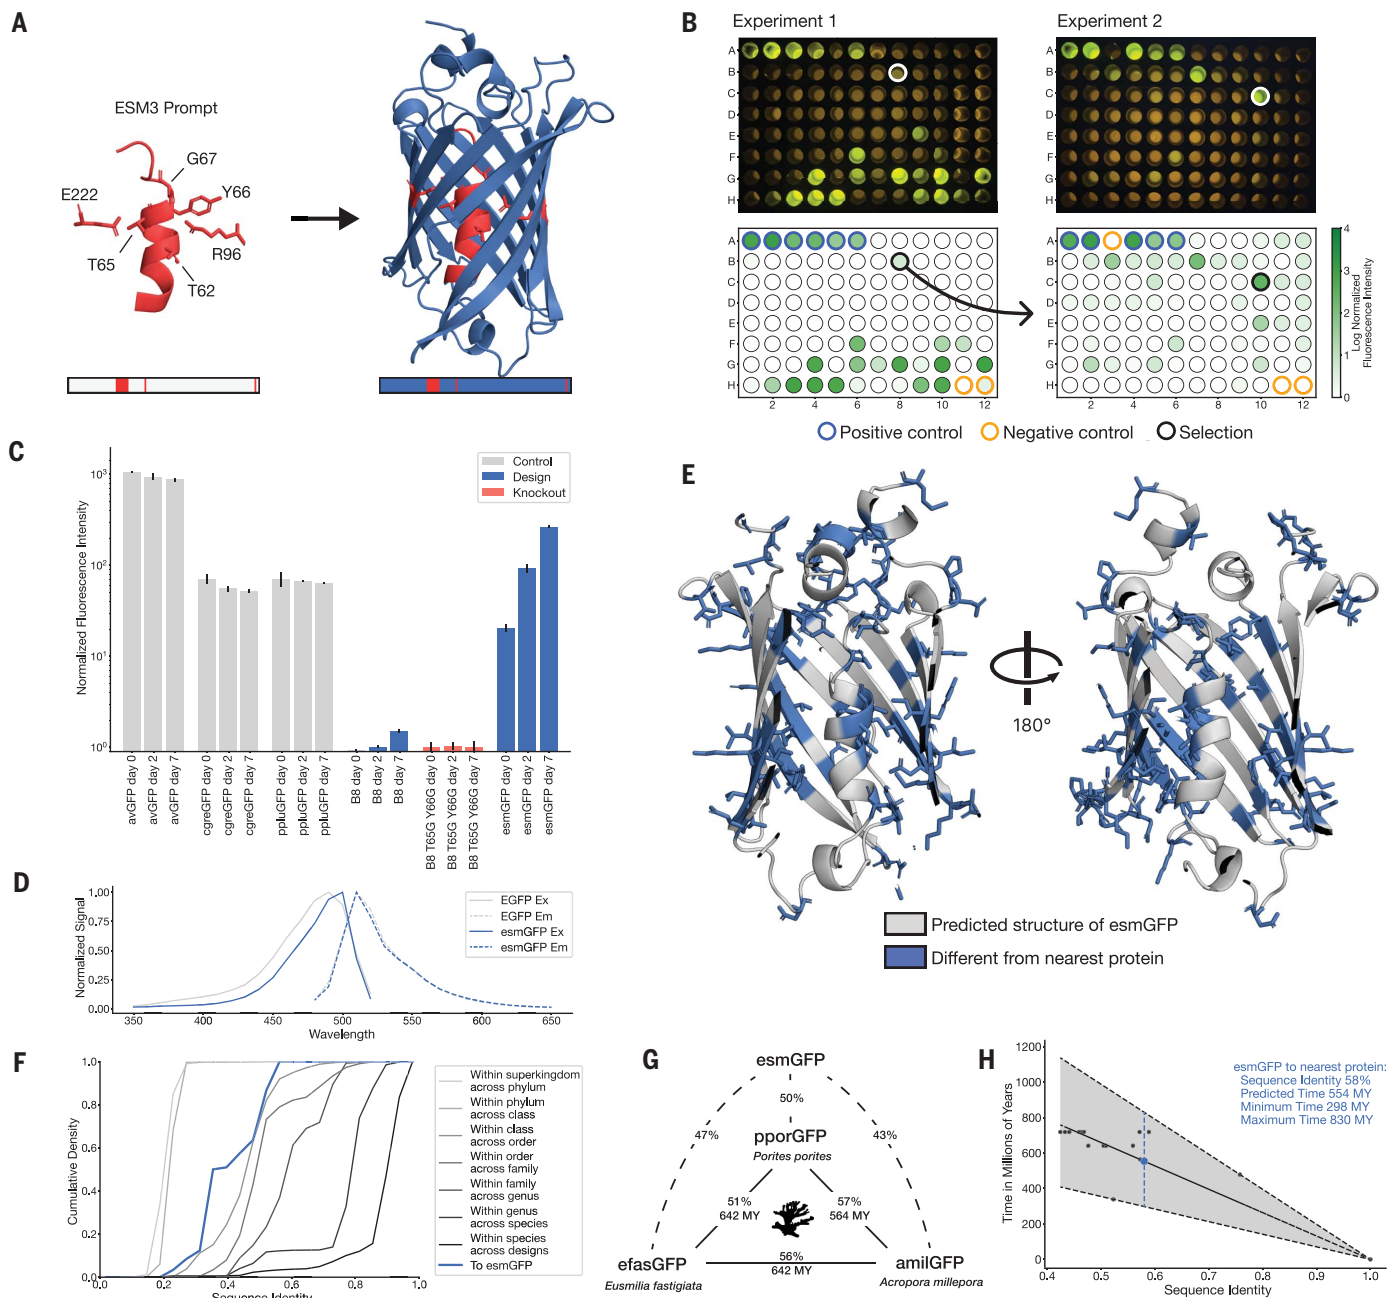 A
ESM3 Prompt
G67
E222
Y66
T65
R96
T62
B
Experiment 1
Experiment 2
A
B
C
D
E
F
G
H
A
B
C
D
E
F
G
H
A
B
C
D
E
F
G
H
A
B
C
D
E
F
G
H
2 4 6 8 10 12
2 4 6 8 10 12
4
3
2
1
0
Log Normalized
Fluorescence Intensity
Positive control
Negative control
Selection
C
Normalized Fluorescence Intensity
10³
10²
10¹
10⁰
Control
Design
Knockout
avGFP day 0
avGFP day 2
avGFP day 7
cgreGFP day 0
cgreGFP day 2
cgreGFP day 7
ppluGFP day 0
ppluGFP day 2
ppluGFP day 7
B8 day 0
B8 day 2
B8 day 7
B8 T65G Y66G day 0
B8 T65G Y66G day 2
B8 T65G Y66G day 7
esmGFP day 0
esmGFP day 2
esmGFP day 7
D
Normalized Signal
1.00
0.75
0.50
0.25
0.00
350 400 450 500 550 600 650
Wavelength
EGFP Ex
EGFP Em
esmGFP Ex
esmGFP Em
E
180°
Predicted structure of esmGFP
Different from nearest protein
F
Cumulative Density
1.0
0.8
0.6
0.4
0.2
0.0
0.0 0.2 0.4 0.6 0.8 1.0
Sequence Identity
Within superkingdom
across phylum
Within phylum
across class
Within class
across order
Within order
across family
Within family
across genus
Within genus
across species
Within species
across designs
To esmGFP
G
esmGFP
50%
47%
43%
pporGFP
Porites porites
51%
642 MY
57%
564 MY
efasGFP
Eusmilia fastigiata
56%
642 MY
amilGFP
Acropora millepora
H
Time in Millions of Years
1200
1000
800
600
400
200
0
0.4 0.5 0.6 0.7 0.8 0.9 1.0
Sequence Identity
esmGFP to nearest protein:
Sequence Identity 58%
Predicted Time 554 MY
Minimum Time 298 MY
Maximum Time 830 MY